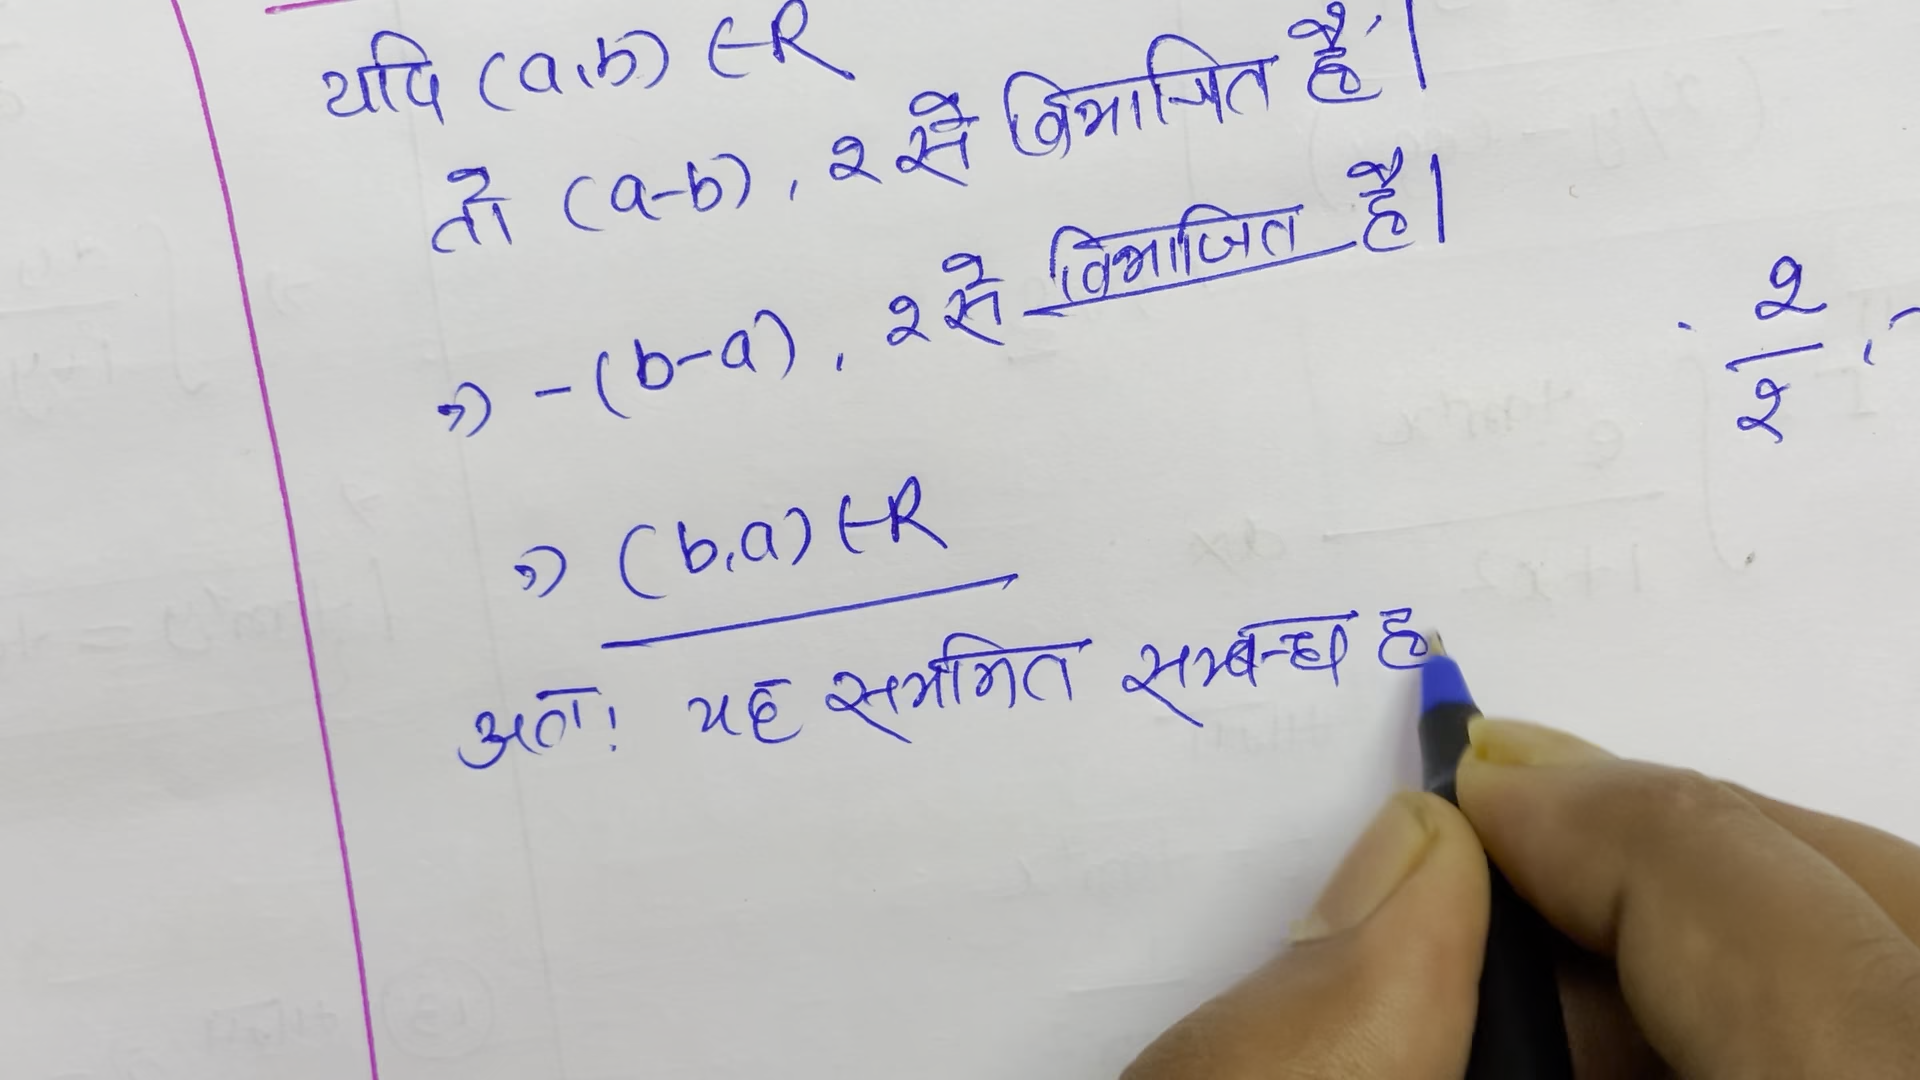 यदि (a,b) ∈ R
तो (a-b), 2 से विभाजित है।
⇒ -(b-a), 2 से विभाजित है।
⇒ (b,a) ∈ R
अतः यह सममित सम्बन्ध ह
2/2,